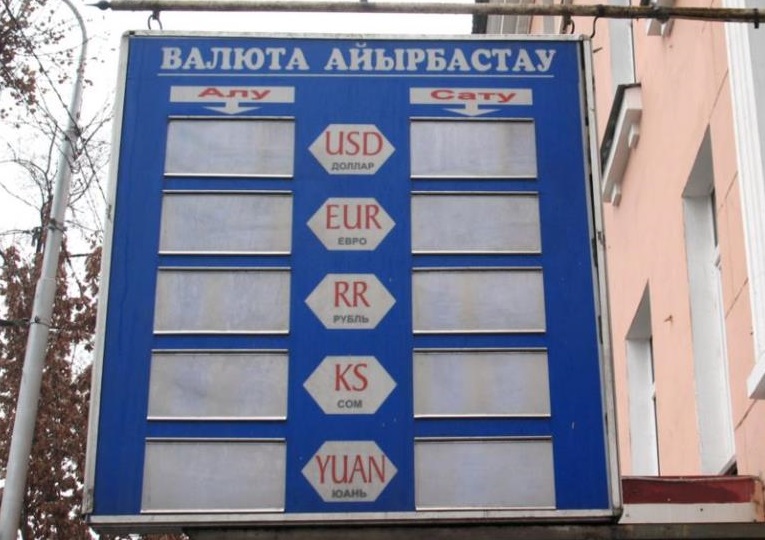 ВАЛЮТА АЙЫРБАСТАУ
Алу
Сату
USD
ДОЛЛАР
EUR
ЕВРО
RR
РУБЛЬ
KS
СОМ
YUAN
ЮАНЬ